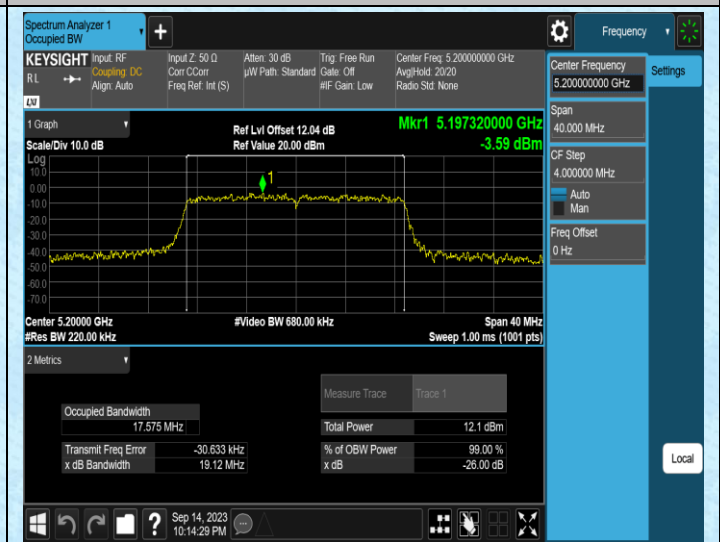 Spectrum Analyzer 1
Occupied BW
+
Frequency
KEYSIGHT
R L
LXI
Input: RF
Coupling: DC
Align: Auto
Input Z: 50 Ω
Corr CCorr
Freq Ref: Int (S)
Atten: 30 dB
µW Path: Standard
Trig: Free Run
Gate: Off
#IF Gain: Low
Center Freq: 5.200000000 GHz
Avg|Hold: 20/20
Radio Std: None
Center Frequency
5.200000000 GHz
Settings
Span
40.000 MHz
CF Step
4.000000 MHz
Auto
Man
Freq Offset
0 Hz
1 Graph
Scale/Div 10.0 dB
Ref Lvl Offset 12.04 dB
Ref Value 20.00 dBm
Mkr1 5.197320000 GHz
-3.59 dBm
Log
10.0
0.00
-10.0
-20.0
-30.0
-40.0
-50.0
-60.0
-70.0
1
Center 5.20000 GHz
#Video BW 680.00 kHz
Span 40 MHz
#Res BW 220.00 kHz
Sweep 1.00 ms (1001 pts)
2 Metrics
Measure Trace
Trace 1
Occupied Bandwidth
17.575 MHz
Total Power
12.1 dBm
Transmit Freq Error
-30.633 kHz
% of OBW Power
99.00 %
x dB Bandwidth
19.12 MHz
x dB
-26.00 dB
Local
?
Sep 14, 2023
10:14:29 PM